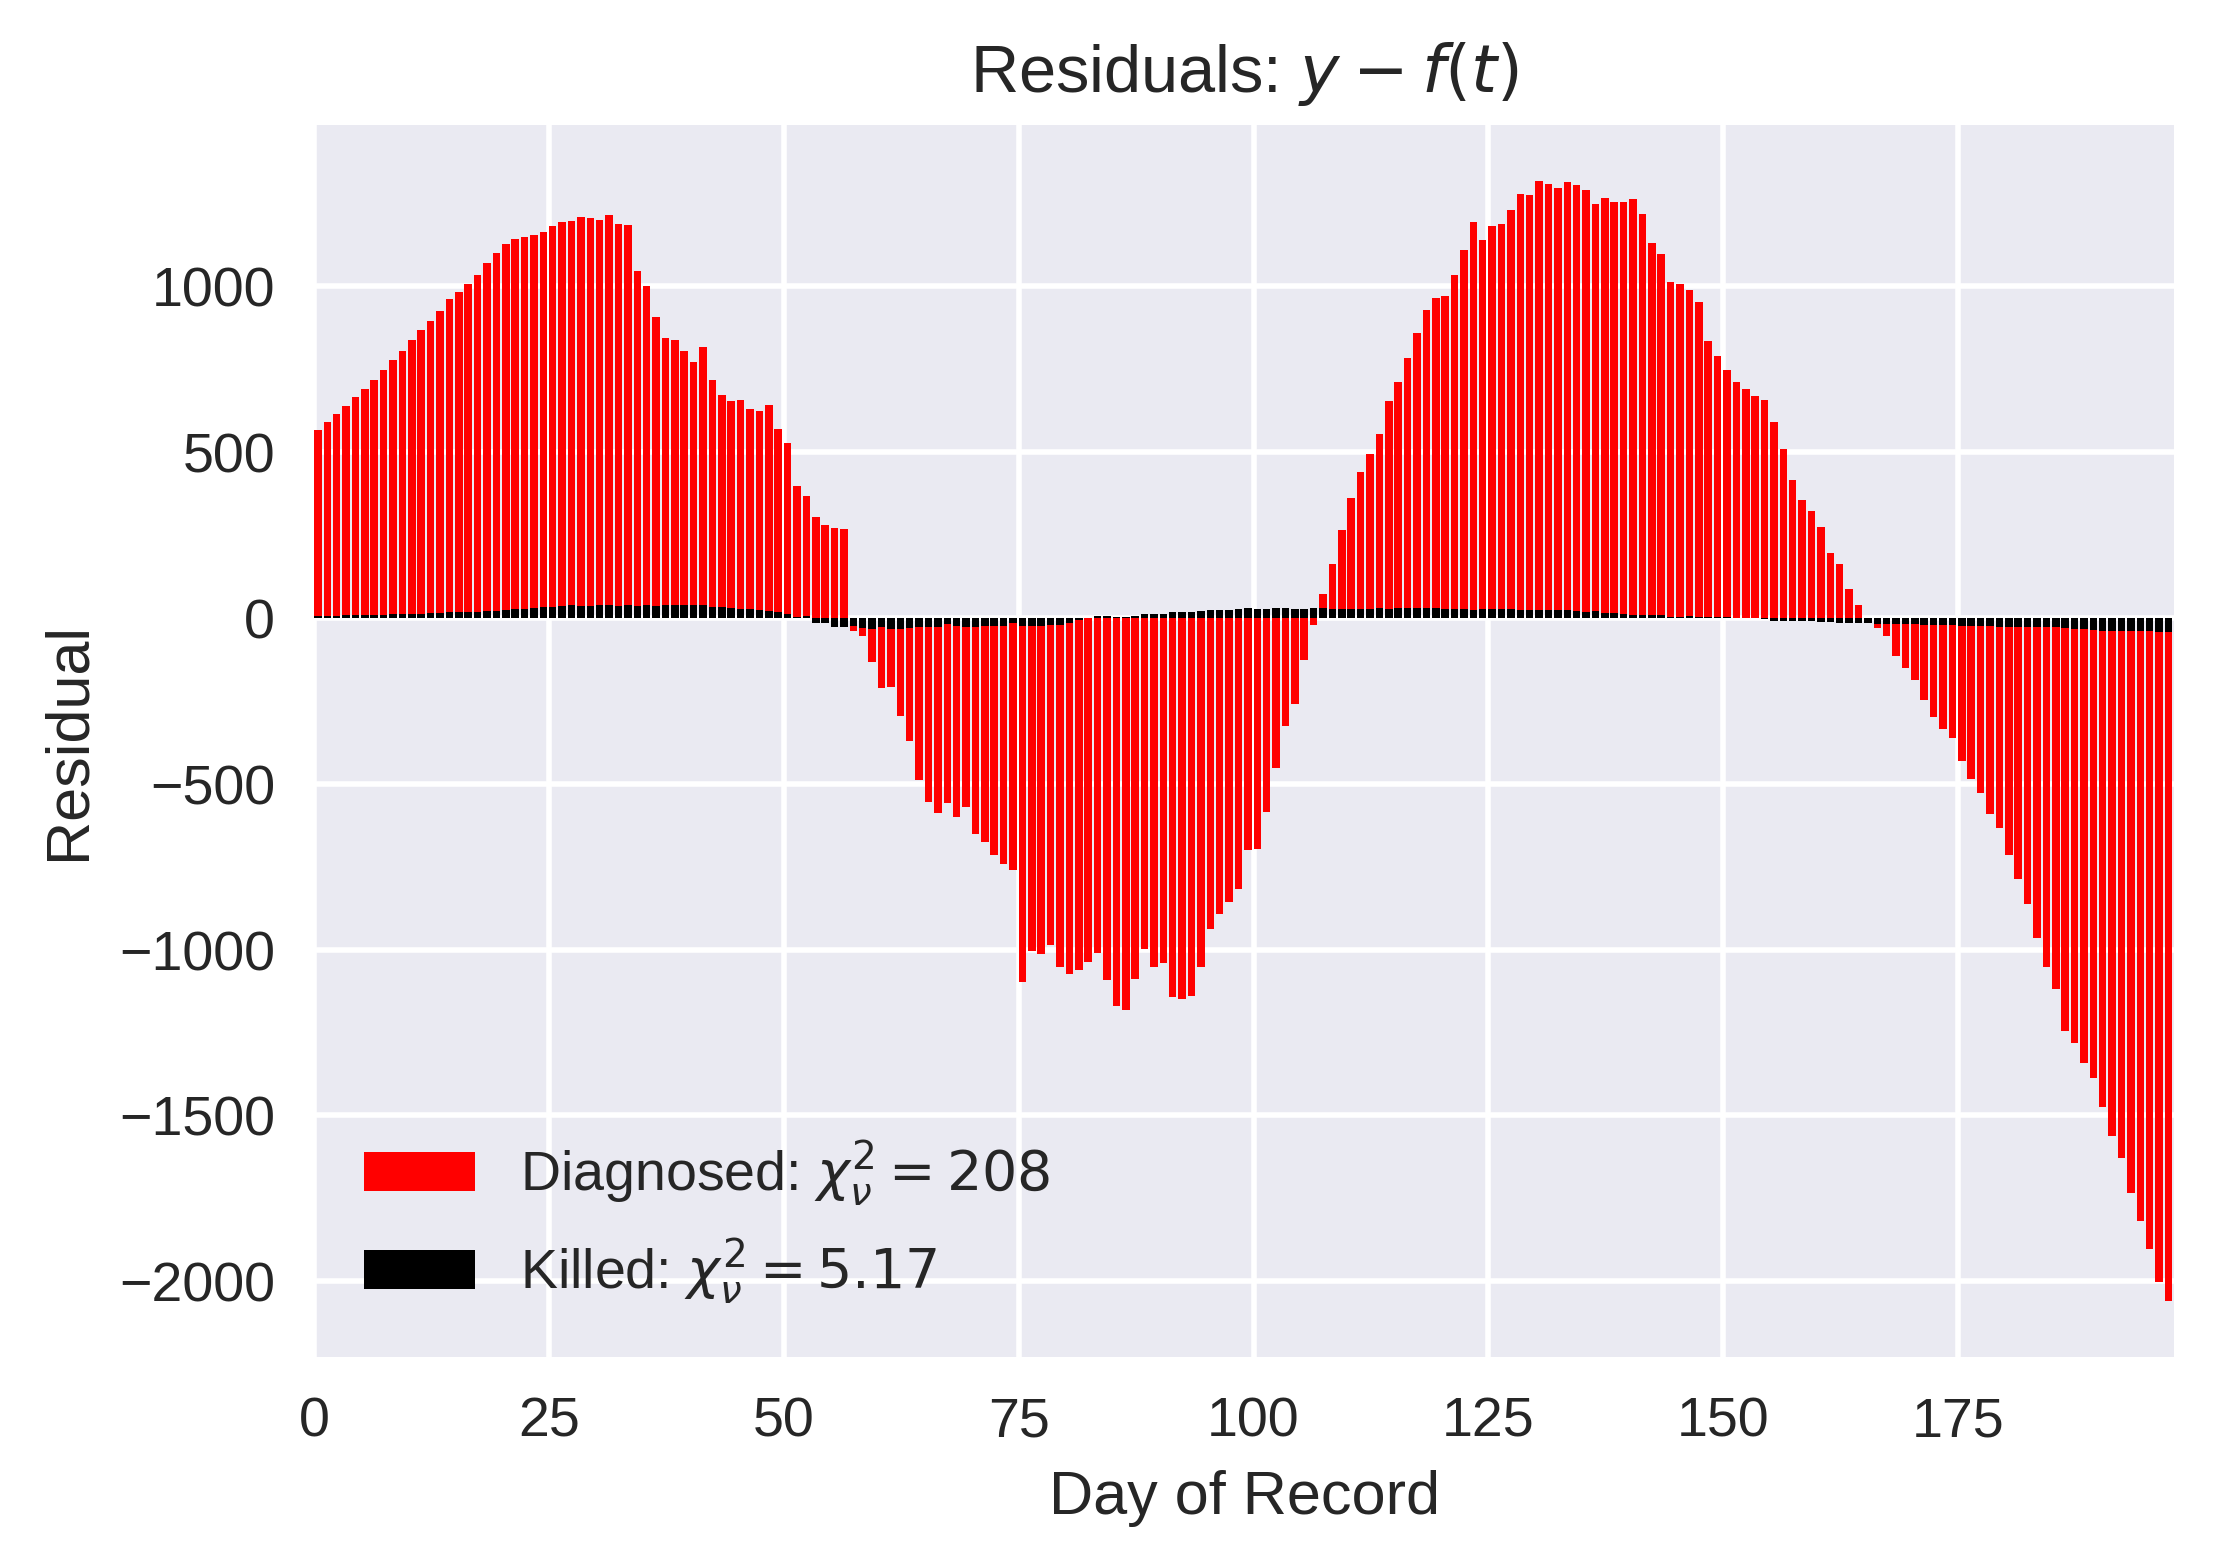 Residuals: y − f(t)
1000
500
0
−500
−1000
−1500
−2000
Residual
Diagnosed: χ²ᵥ = 208
Killed: χ²ᵥ = 5.17
0 25 50 75 100 125 150 175
Day of Record